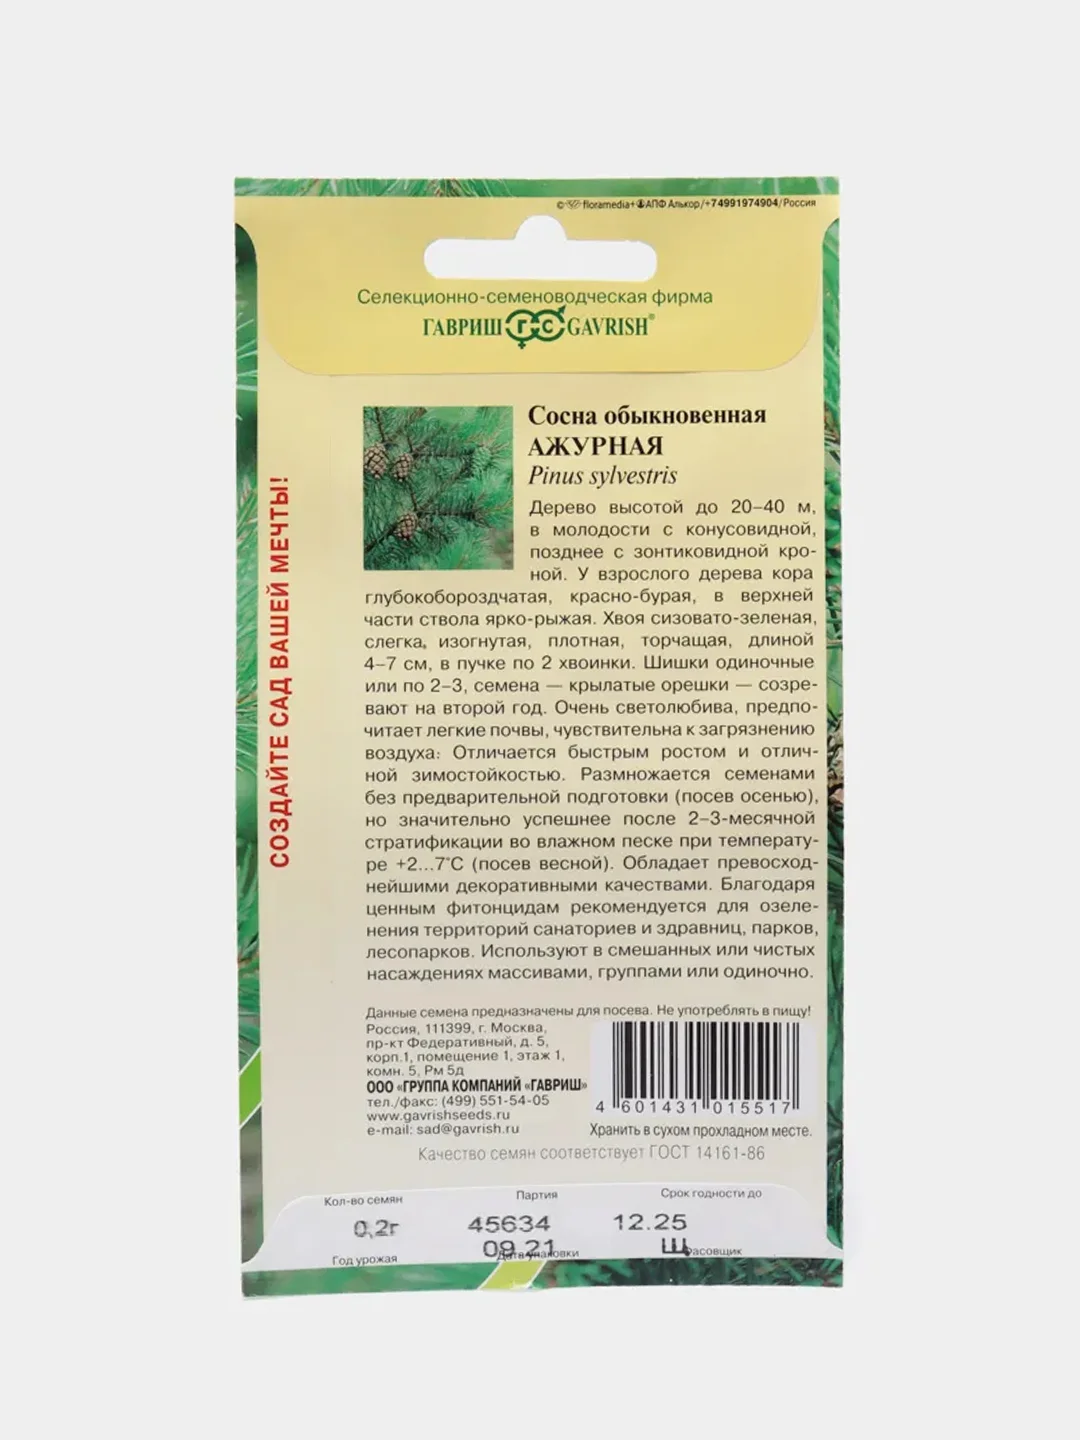 © floramedia+ АПФ Алькор/+74991974904/Россия
Селекционно-семеноводческая фирма
ГАВРИШ ГС GAVRISH®
СОЗДАЙТЕ САД ВАШЕЙ МЕЧТЫ!
Сосна обыкновенная
АЖУРНАЯ
Pinus sylvestris
Дерево высотой до 20–40 м,
в молодости с конусовидной,
позднее с зонтиковидной кро-
ной. У взрослого дерева кора
глубокобороздчатая, красно-бурая, в верхней
части ствола ярко-рыжая. Хвоя сизовато-зеленая,
слегка, изогнутая, плотная, торчащая, длиной
4–7 см, в пучке по 2 хвоинки. Шишки одиночные
или по 2–3, семена — крылатые орешки — созре-
вают на второй год. Очень светолюбива, предпо-
читает легкие почвы, чувствительна к загрязнению
воздуха: Отличается быстрым ростом и отлич-
ной зимостойкостью. Размножается семенами
без предварительной подготовки (посев осенью),
но значительно успешнее после 2–3-месячной
стратификации во влажном песке при температу-
ре +2...7°С (посев весной). Обладает превосход-
нейшими декоративными качествами. Благодаря
ценным фитонцидам рекомендуется для озеле-
нения территорий санаториев и здравниц, парков,
лесопарков. Используют в смешанных или чистых
насаждениях массивами, группами или одиночно.
Данные семена предназначены для посева. Не употреблять в пищу!
Россия, 111399, г. Москва,
пр-кт Федеративный, д. 5,
корп.1, помещение 1, этаж 1,
комн. 5, Рм 5д
ООО «ГРУППА КОМПАНИЙ «ГАВРИШ»
тел./факс: (499) 551-54-05
www.gavrishseeds.ru
e-mail: sad@gavrish.ru
4 601431 015517
Хранить в сухом прохладном месте.
Качество семян соответствует ГОСТ 14161-86
Кол-во семян Партия Срок годности до
0,2г 45634 12.25
09.21 Щ
Год урожая Дата упаковки Фасовщик